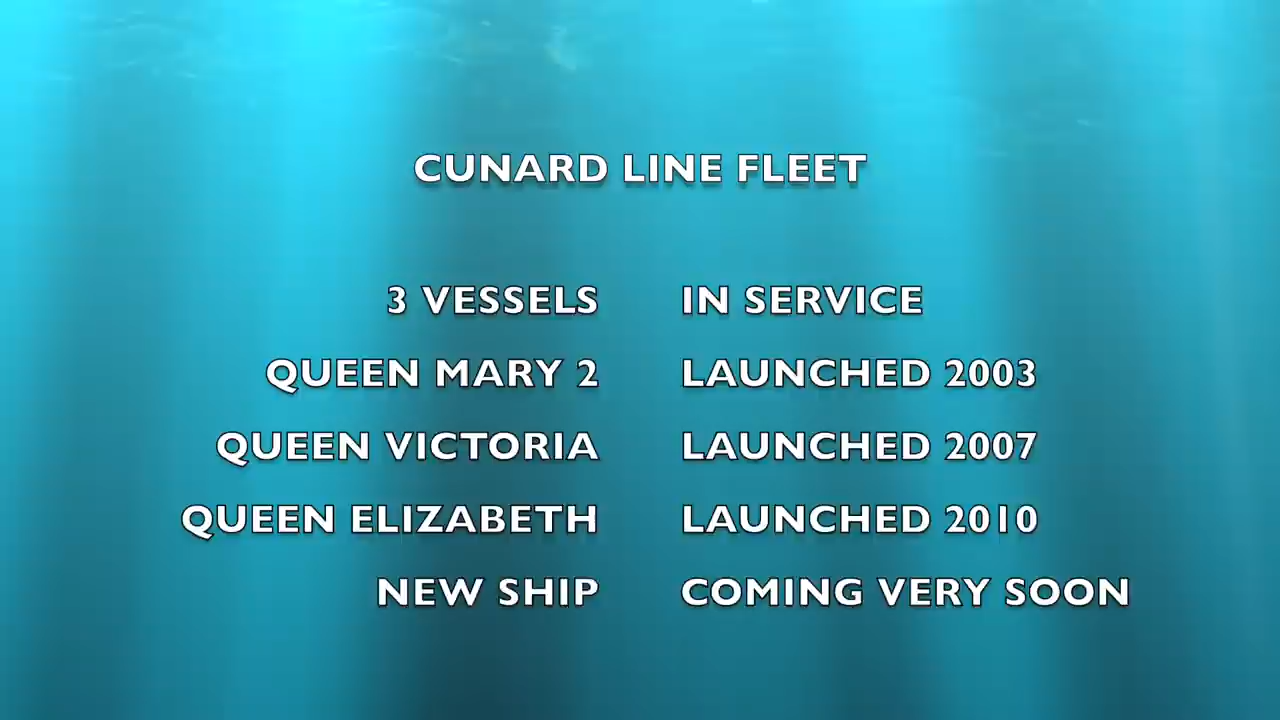 CUNARD LINE FLEET
3 VESSELS IN SERVICE
QUEEN MARY 2 LAUNCHED 2003
QUEEN VICTORIA LAUNCHED 2007
QUEEN ELIZABETH LAUNCHED 2010
NEW SHIP COMING VERY SOON